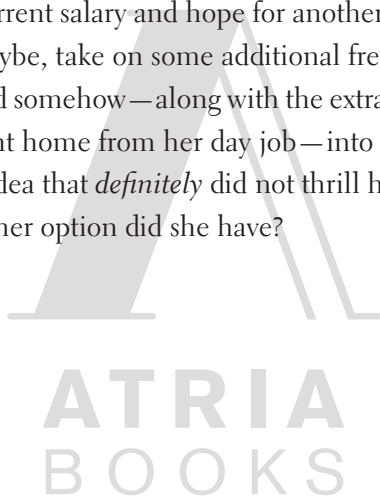 rrent salary and hope for another
ybe, take on some additional fre
d somehow—along with the extra
nt home from her day job—into
dea that definitely did not thrill h
her option did she have?
ATRIA
BOOKS